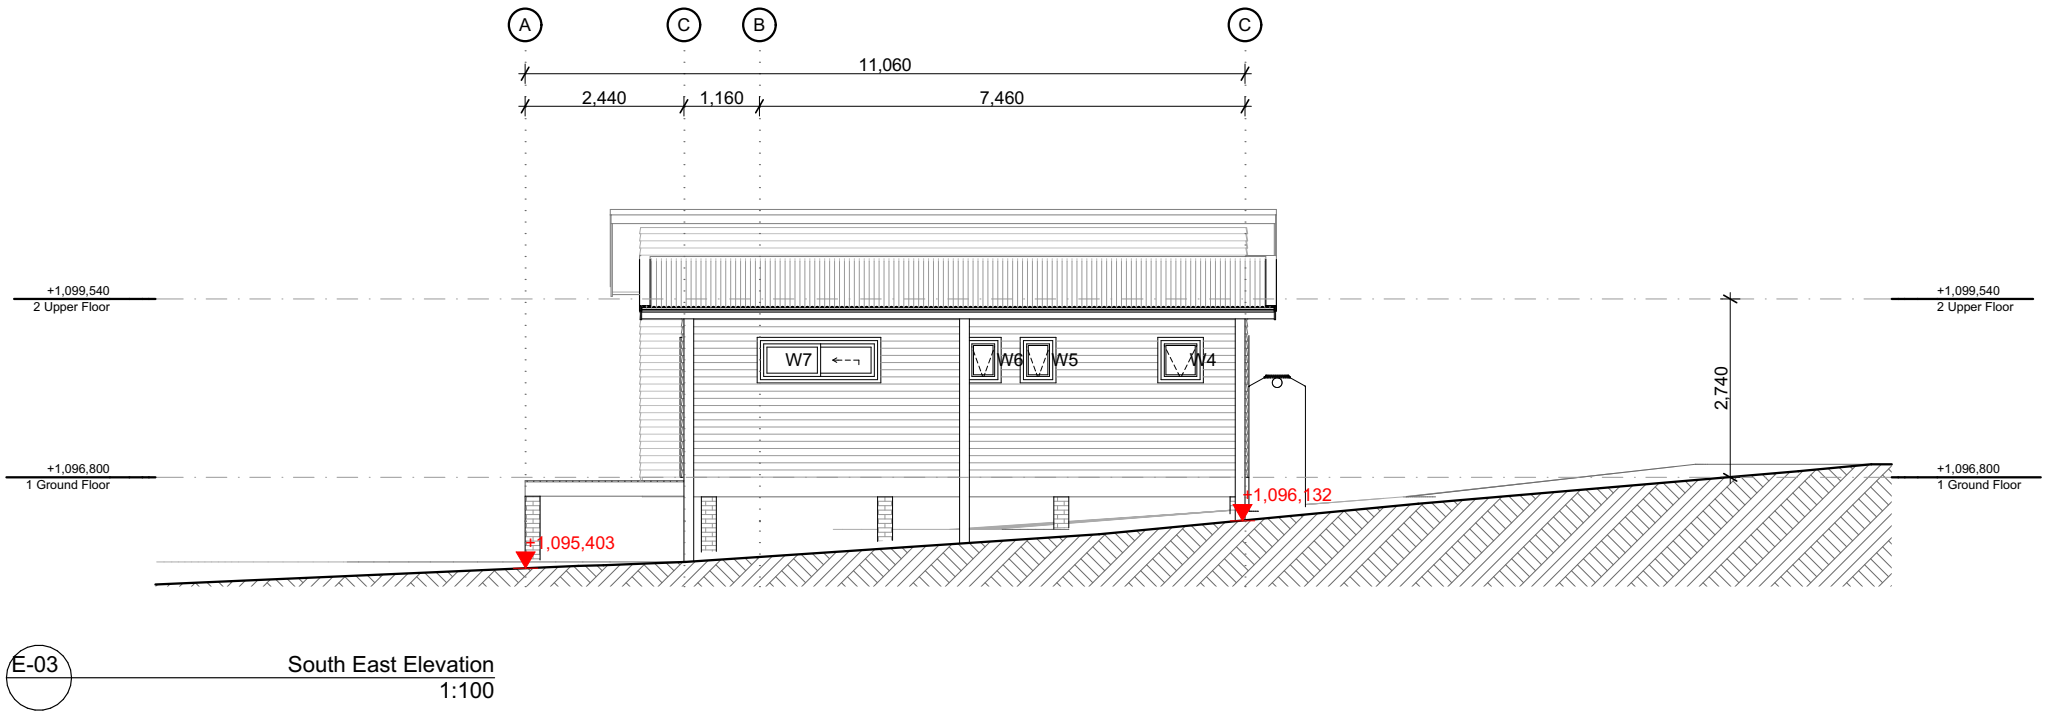 A C B C
11,060
2,440 1,160 7,460
+1,099,540
2 Upper Floor
+1,099,540
2 Upper Floor
W7 W6 W5 W4
2,740
+1,096,800
1 Ground Floor
+1,096,800
1 Ground Floor
+1,096,132
+1,095,403
E-03
South East Elevation
1:100